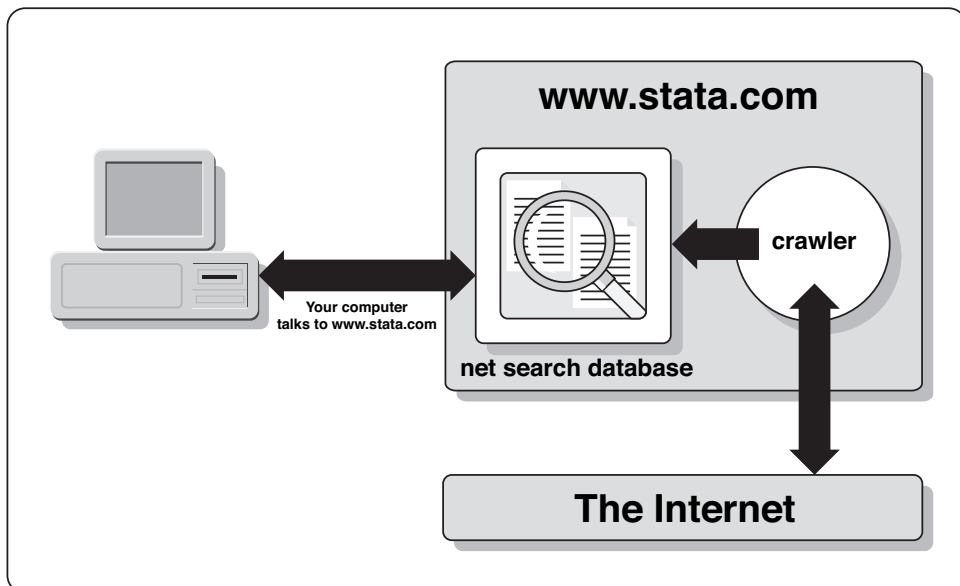 www.stata.com
crawler
Your computer
talks to www.stata.com
net search database
The Internet